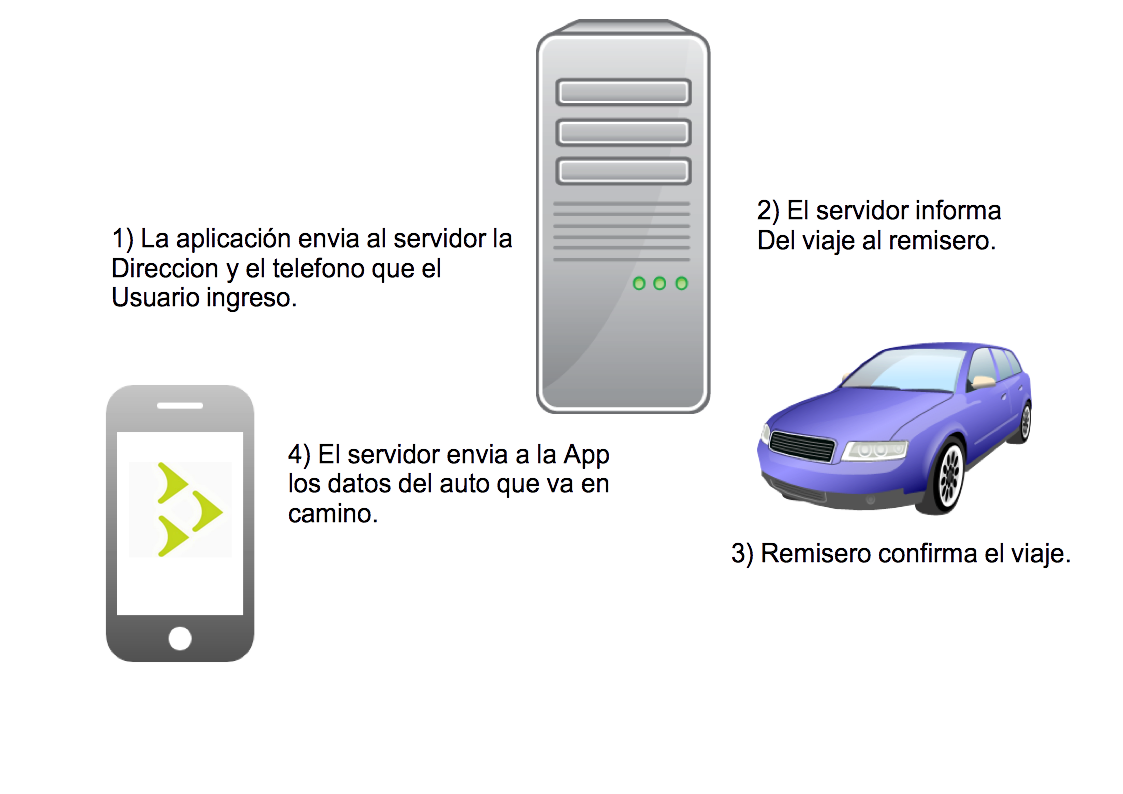 1) La aplicación envia al servidor la
Direccion y el telefono que el
Usuario ingreso.
2) El servidor informa
Del viaje al remisero.
3) Remisero confirma el viaje.
4) El servidor envia a la App
los datos del auto que va en
camino.